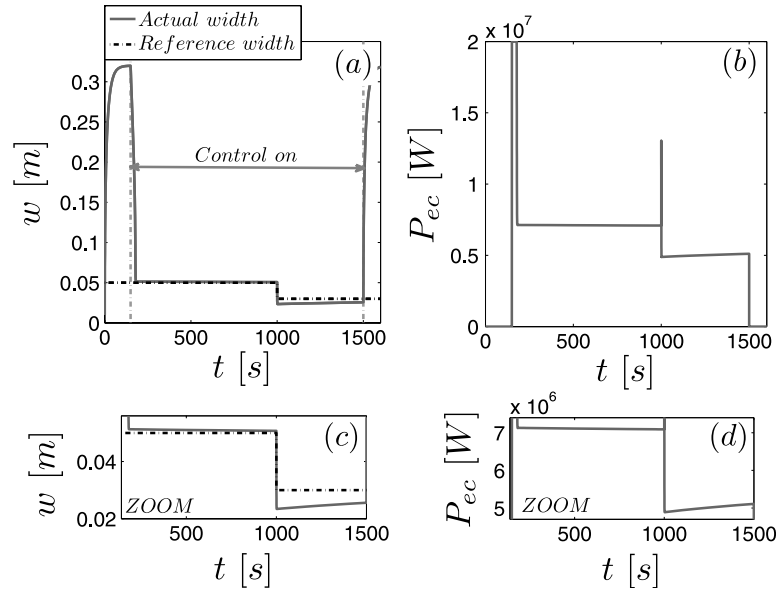 Actual width
Reference width
(a)
w [m]
0.3
0.25
0.2
0.15
0.1
0.05
0
Control on
0 500 1000 1500
t [s]
x 10^7
(b)
P_ec [W]
2
1.5
1
0.5
0
0 500 1000 1500
t [s]
(c)
w [m]
0.04
0.02
ZOOM
500 1000 1500
t [s]
x 10^6
(d)
P_ec [W]
7
6
5
ZOOM
500 1000 1500
t [s]